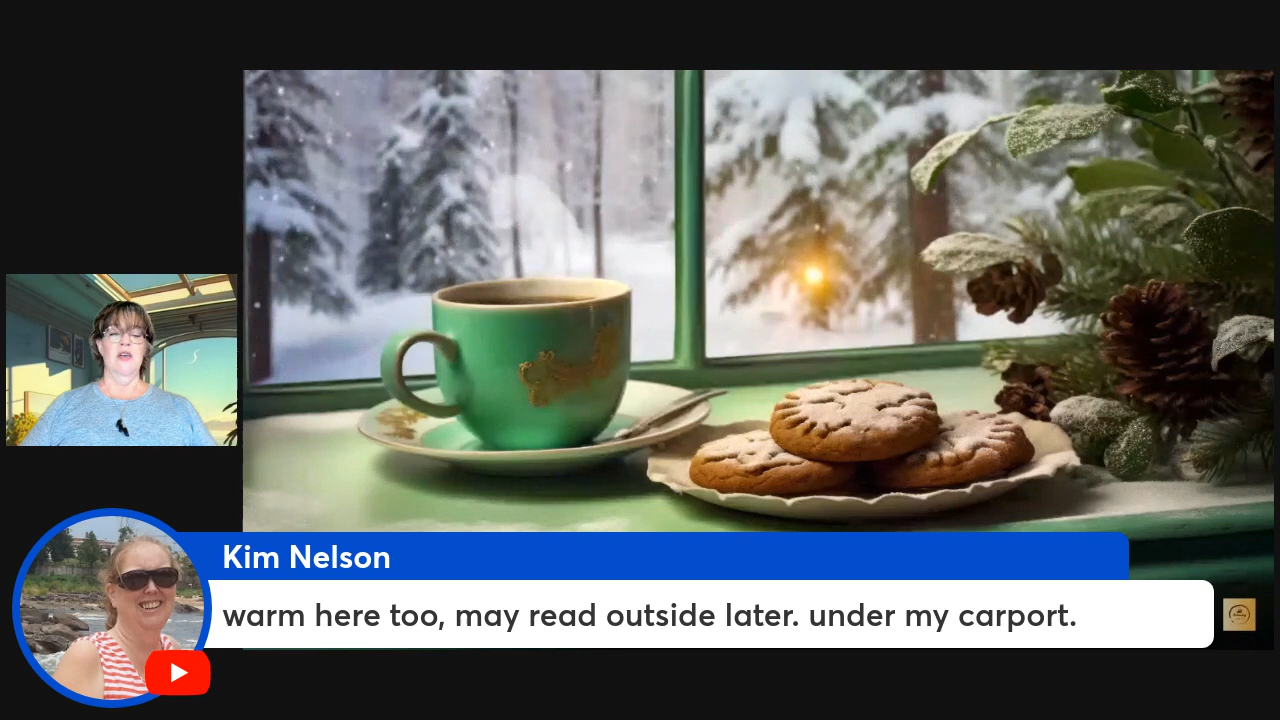 Kim Nelson
warm here too, may read outside later. under my carport.